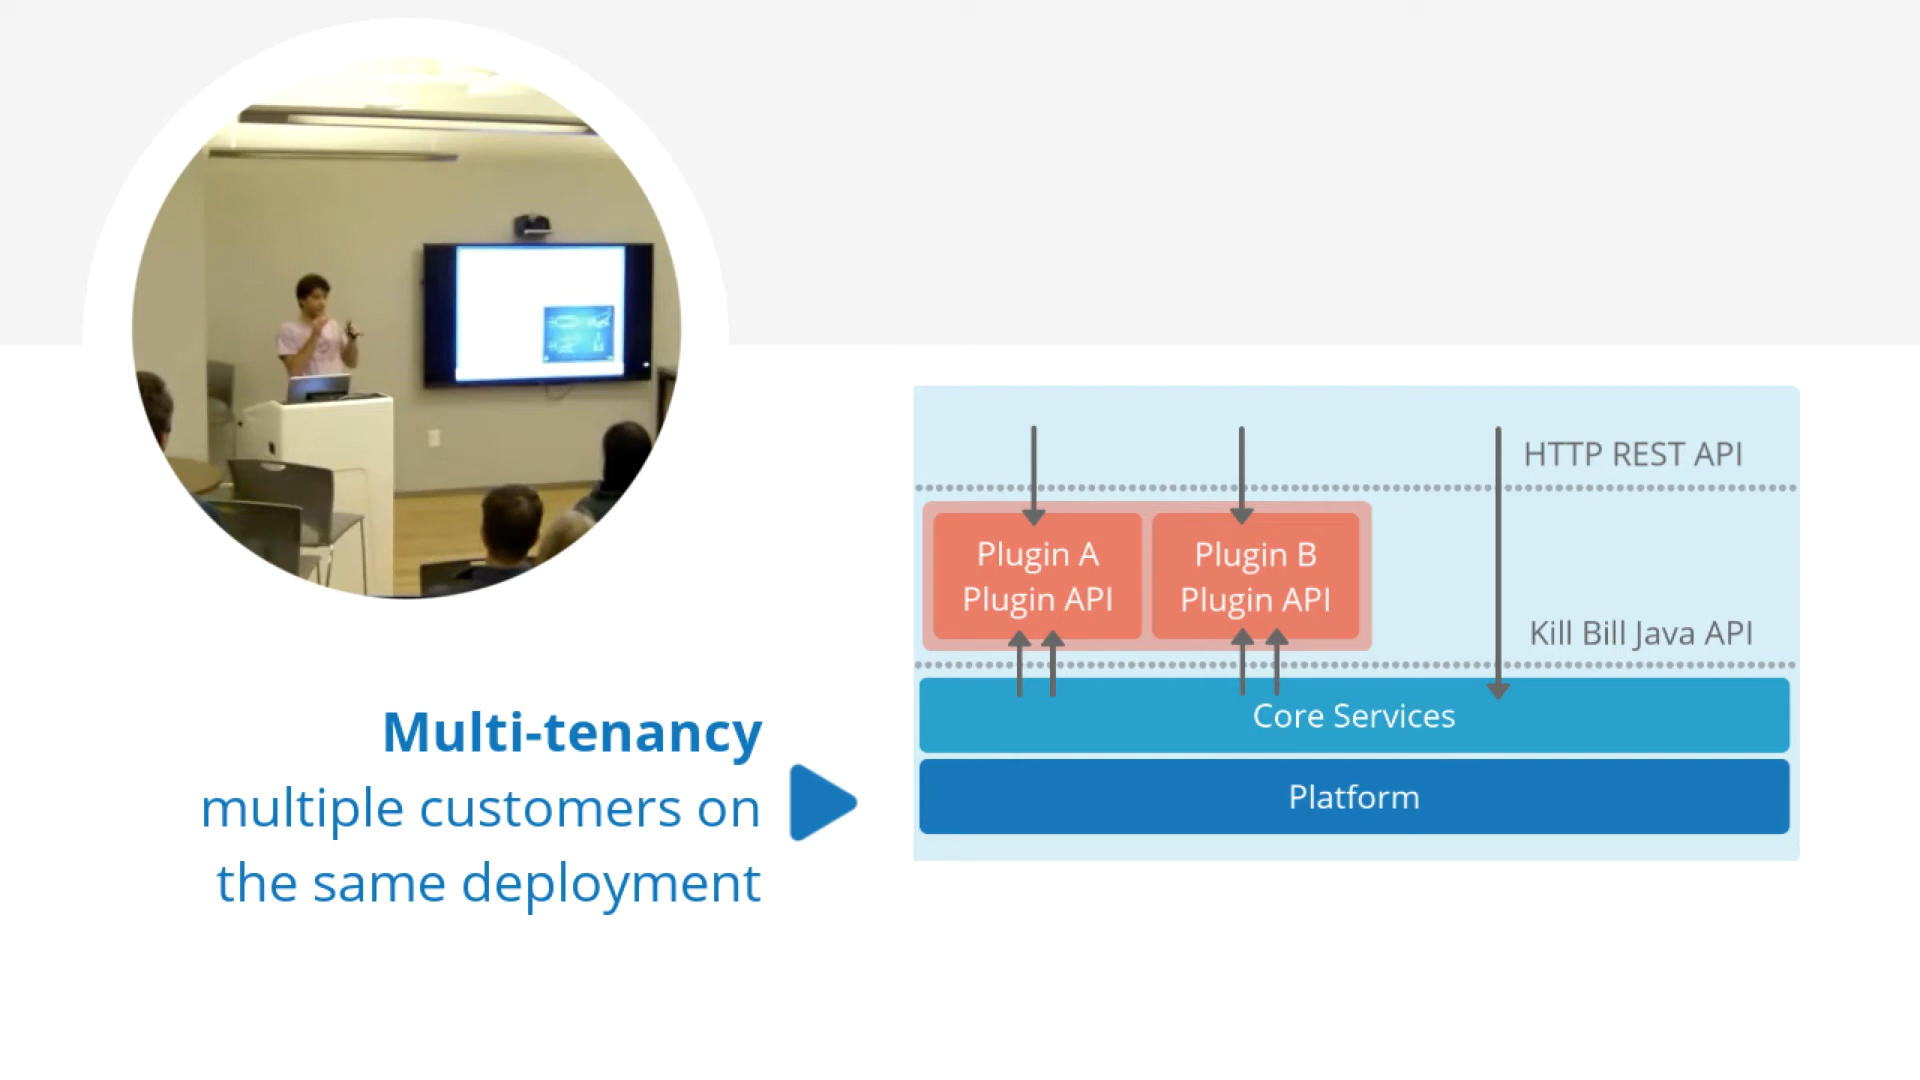 Multi-tenancy
multiple customers on
the same deployment
HTTP REST API
Plugin A
Plugin API
Plugin B
Plugin API
Kill Bill Java API
Core Services
Platform